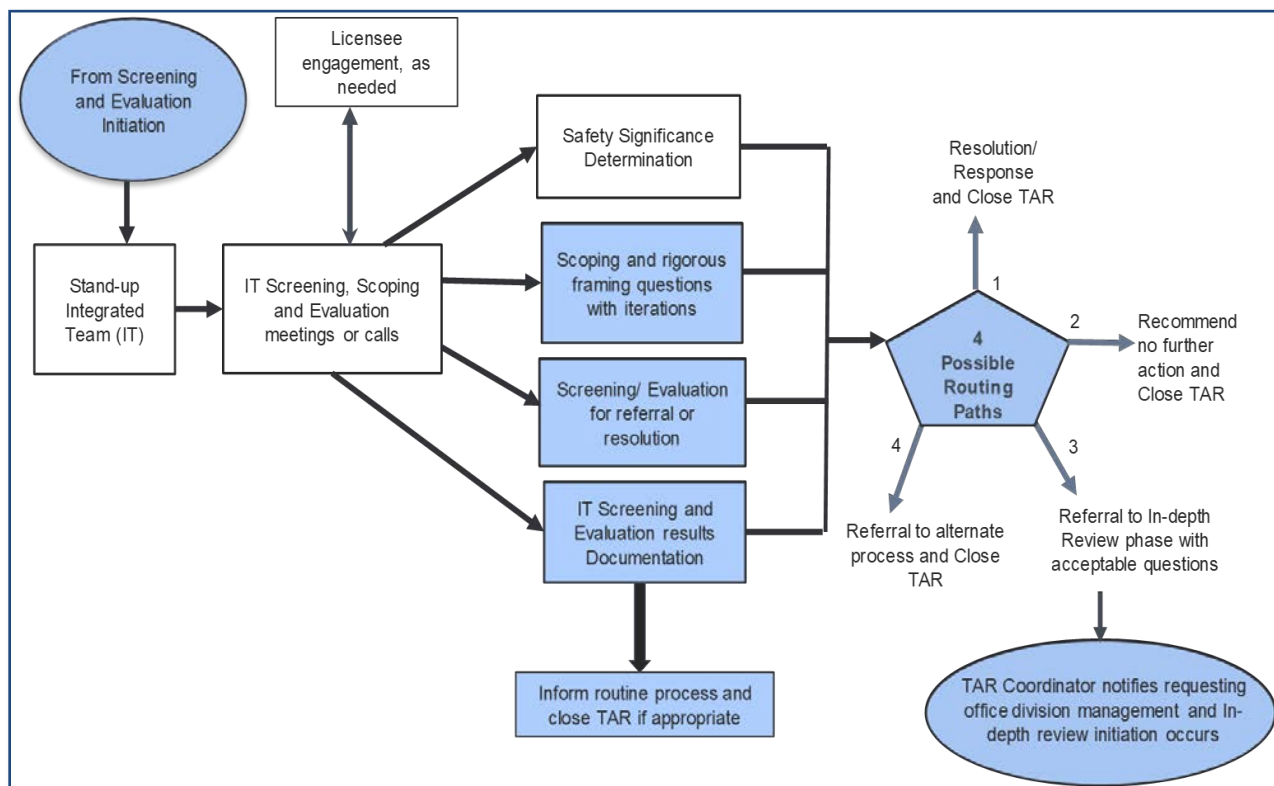 From Screening
and Evaluation
Initiation
Licensee
engagement, as
needed
Stand-up
Integrated
Team (IT)
IT Screening, Scoping
and Evaluation
meetings or calls
Safety Significance
Determination
Scoping and rigorous
framing questions
with iterations
Screening/ Evaluation
for referral or
resolution
IT Screening and
Evaluation results
Documentation
Inform routine process and
close TAR if appropriate
4
Possible
Routing
Paths
1
Resolution/
Response
and Close TAR
2
Recommend
no further
action and
Close TAR
3
Referral to In-depth
Review phase with
acceptable questions
4
Referral to alternate
process and Close
TAR
TAR Coordinator notifies requesting
office division management and In-
depth review initiation occurs